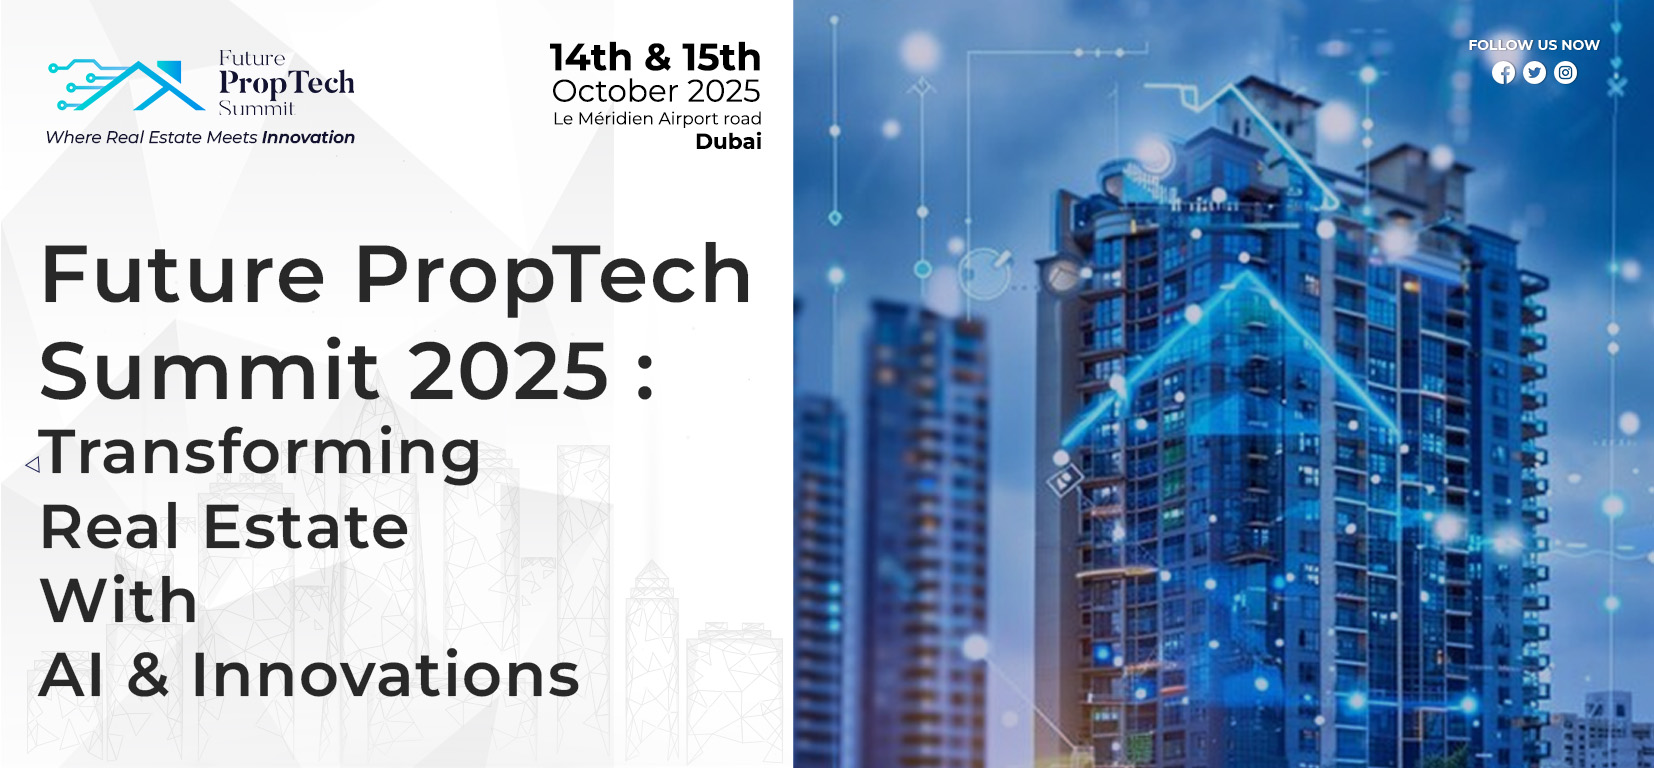 Future
PropTech
Summit
Where Real Estate Meets Innovation
14th & 15th
October 2025
Le Méridien Airport road
Dubai
FOLLOW US NOW
Future PropTech
Summit 2025 :
Transforming
Real Estate
With
AI & Innovations